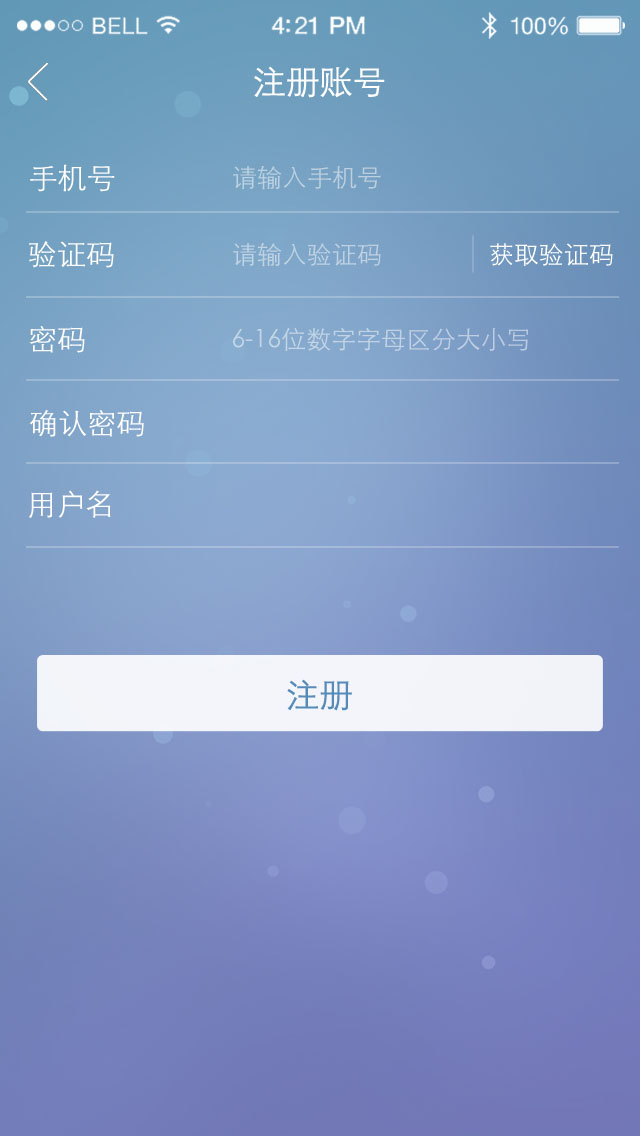 BELL 4:21 PM 100%
注册账号
手机号 请输入手机号
验证码 请输入验证码 获取验证码
密码 6-16位数字字母区分大小写
确认密码
用户名
注册